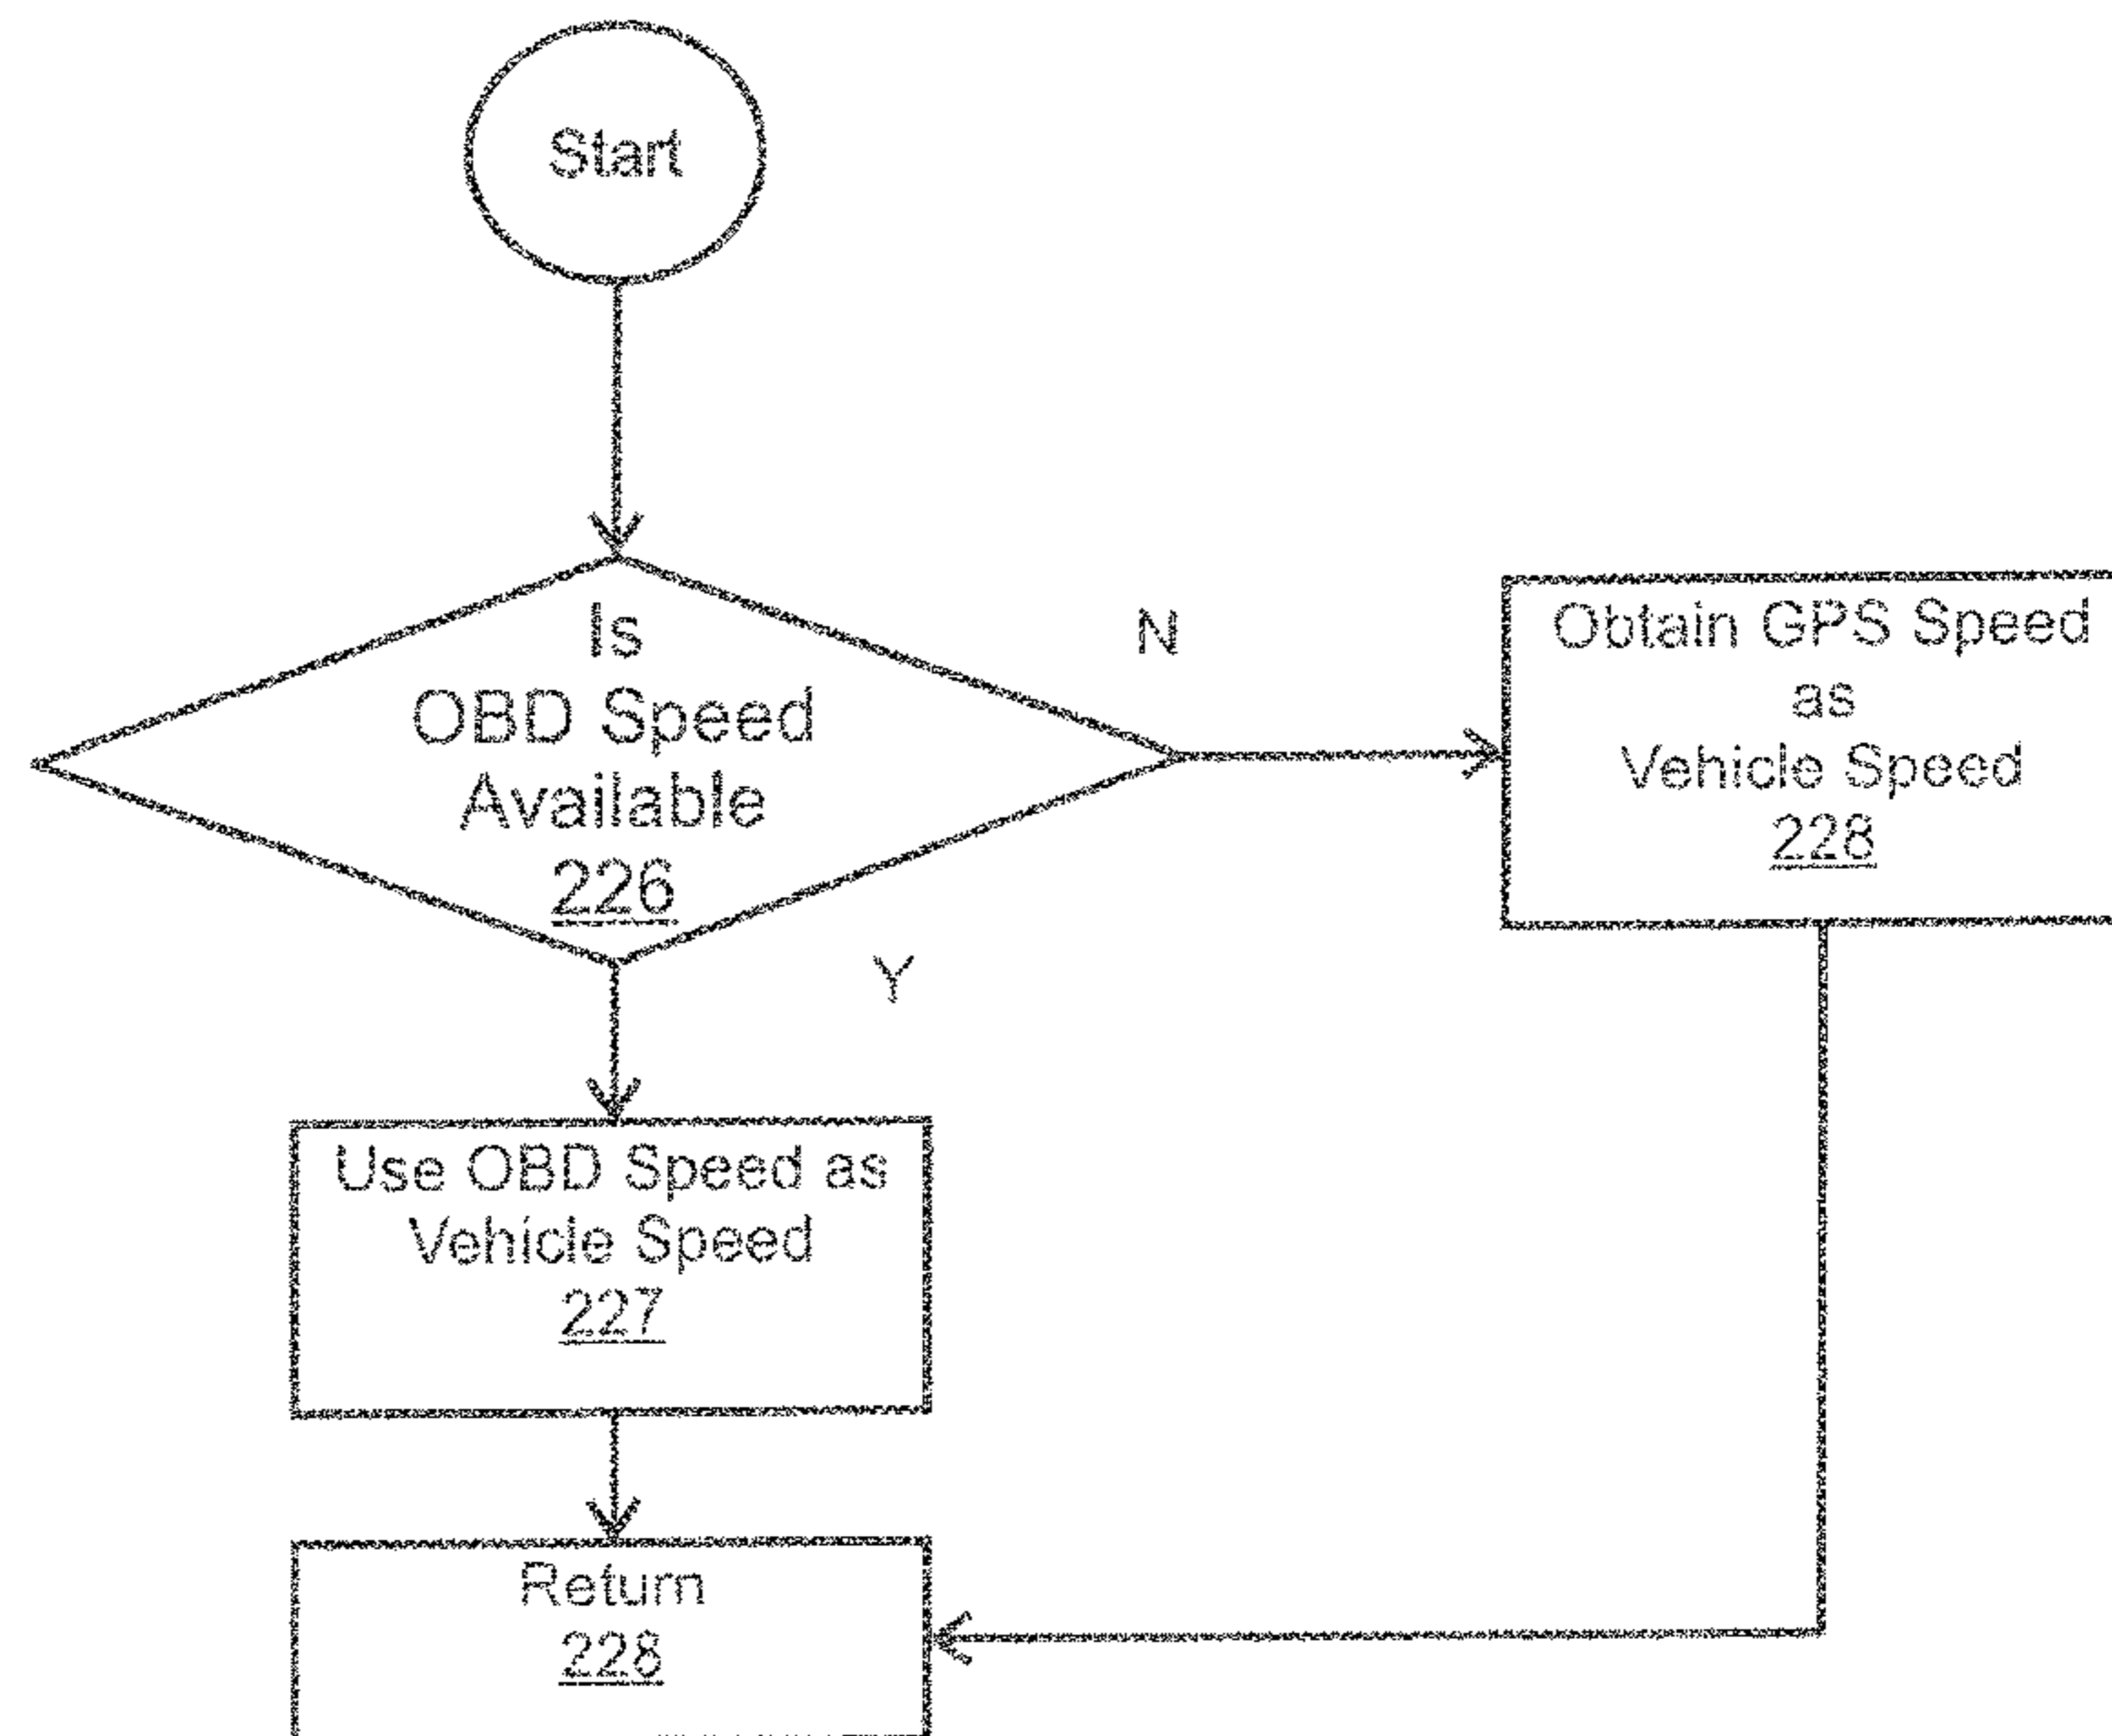 Start
Is
OBD Speed
Available
226
N
Y
Obtain GPS Speed
as
Vehicle Speed
228
Use OBD Speed as
Vehicle Speed
227
Return
228